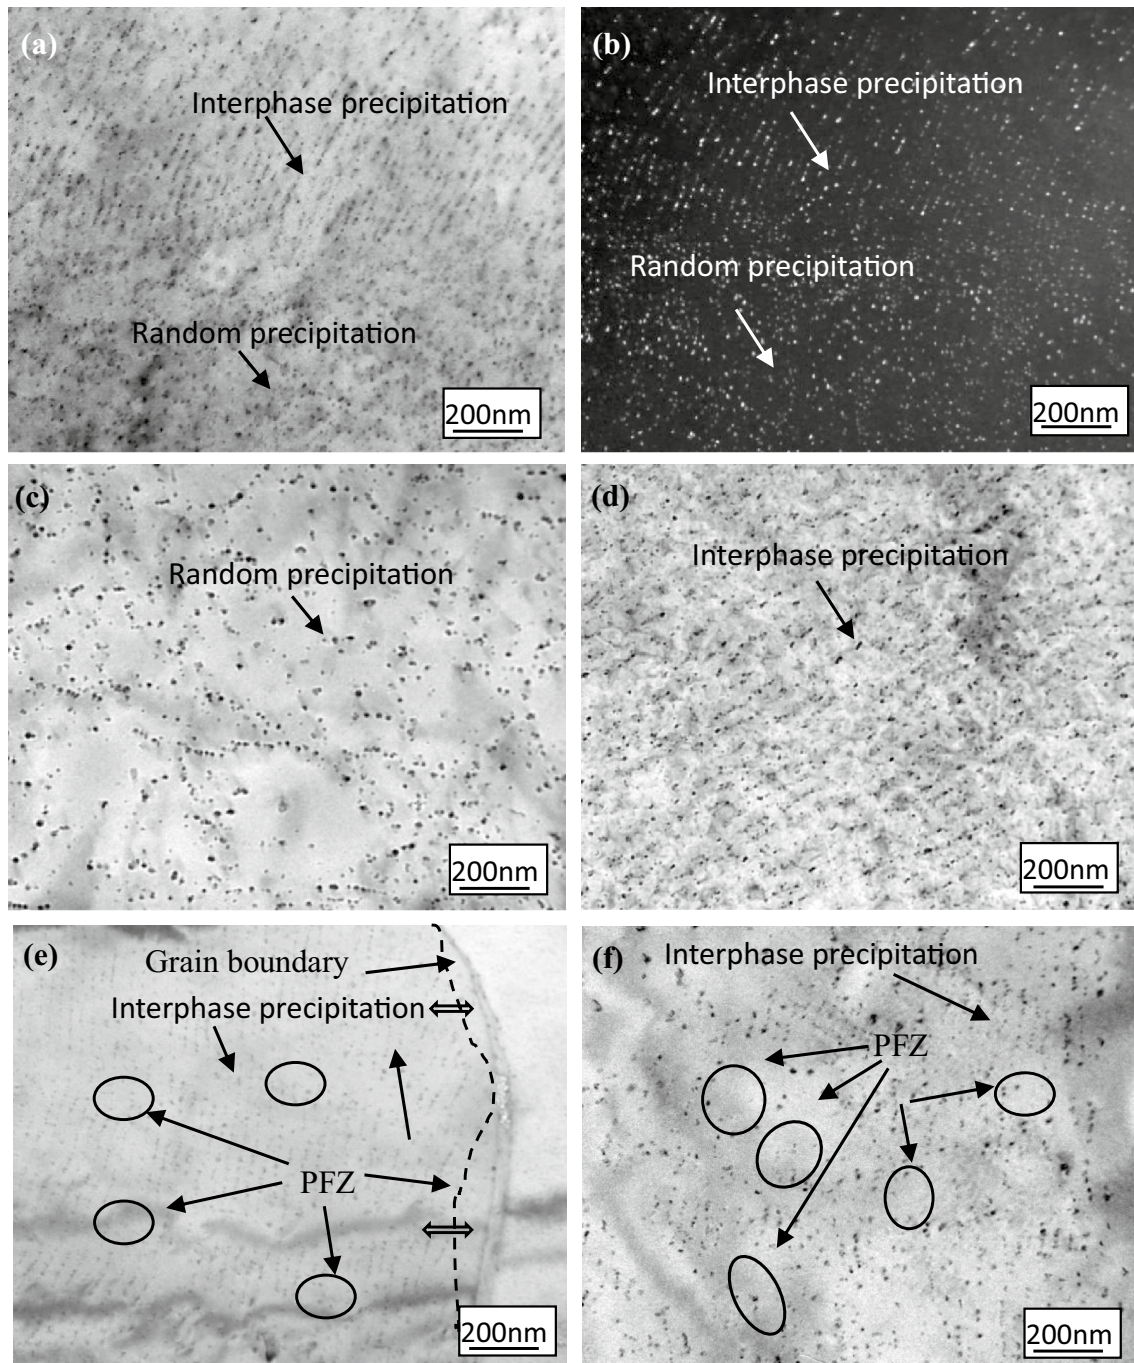 (a)
Interphase precipitation
Random precipitation
200nm
(b)
Interphase precipitation
Random precipitation
200nm
(c)
Random precipitation
200nm
(d)
Interphase precipitation
200nm
(e)
Grain boundary
Interphase precipitation
PFZ
200nm
(f)
Interphase precipitation
PFZ
200nm